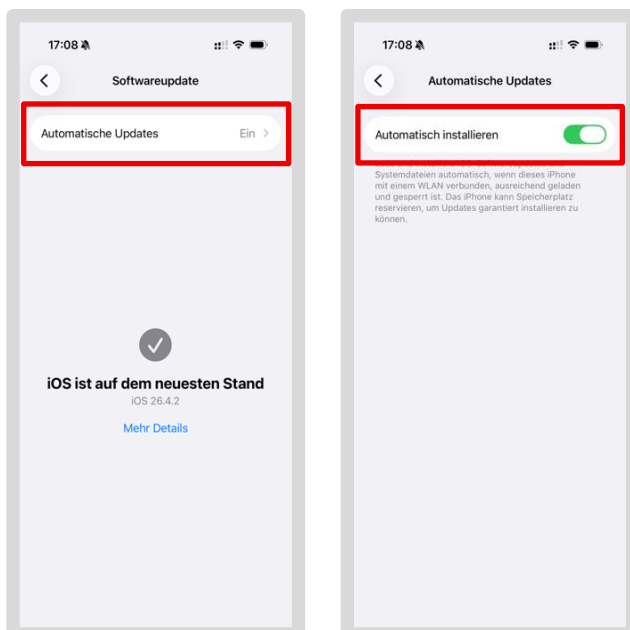 17:08
Softwareupdate
Automatische Updates Ein
iOS ist auf dem neuesten Stand
iOS 26.4.2
Mehr Details
17:08
Automatische Updates
Automatisch installieren
Systemdateien automatisch, wenn dieses iPhone
mit einem WLAN verbunden, ausreichend geladen
und gesperrt ist. Das iPhone kann Speicherplatz
reservieren, um Updates garantiert installieren zu
können.